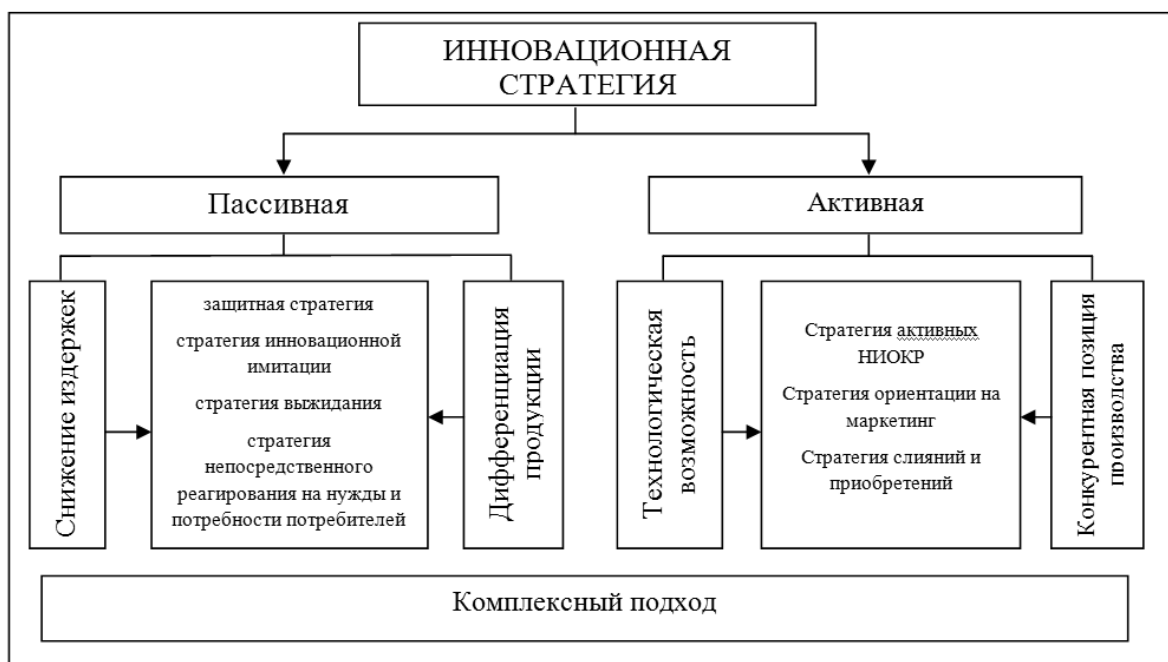 ИННОВАЦИОННАЯ
СТРАТЕГИЯ
Пассивная
Активная
Снижение издержек
защитная стратегия
стратегия инновационной
имитации
стратегия выжидания
стратегия
непосредственного
реагирования на нужды и
потребности потребителей
Дифференциация
продукции
Технологическая
возможность
Стратегия активных
НИОКР
Стратегия ориентации на
маркетинг
Стратегия слияний и
приобретений
Конкурентная позиция
производства
Комплексный подход